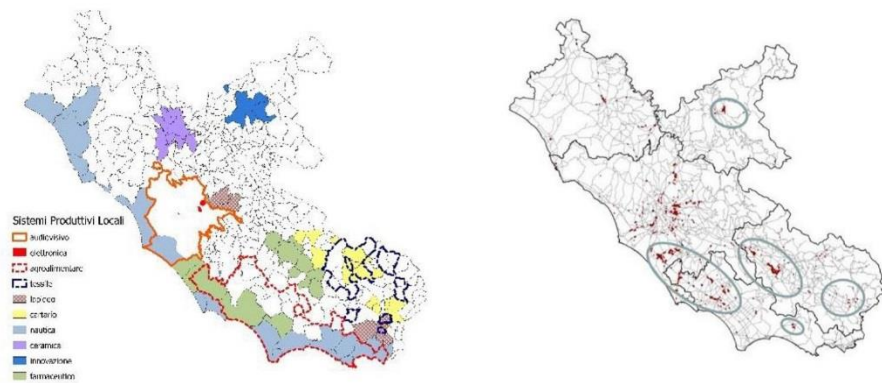 Sistemi Produttivi Locali
audiovisivo
elettronica
agroalimentare
tessile
lapideo
cartario
nautica
ceramica
innovazione
farmaceutico